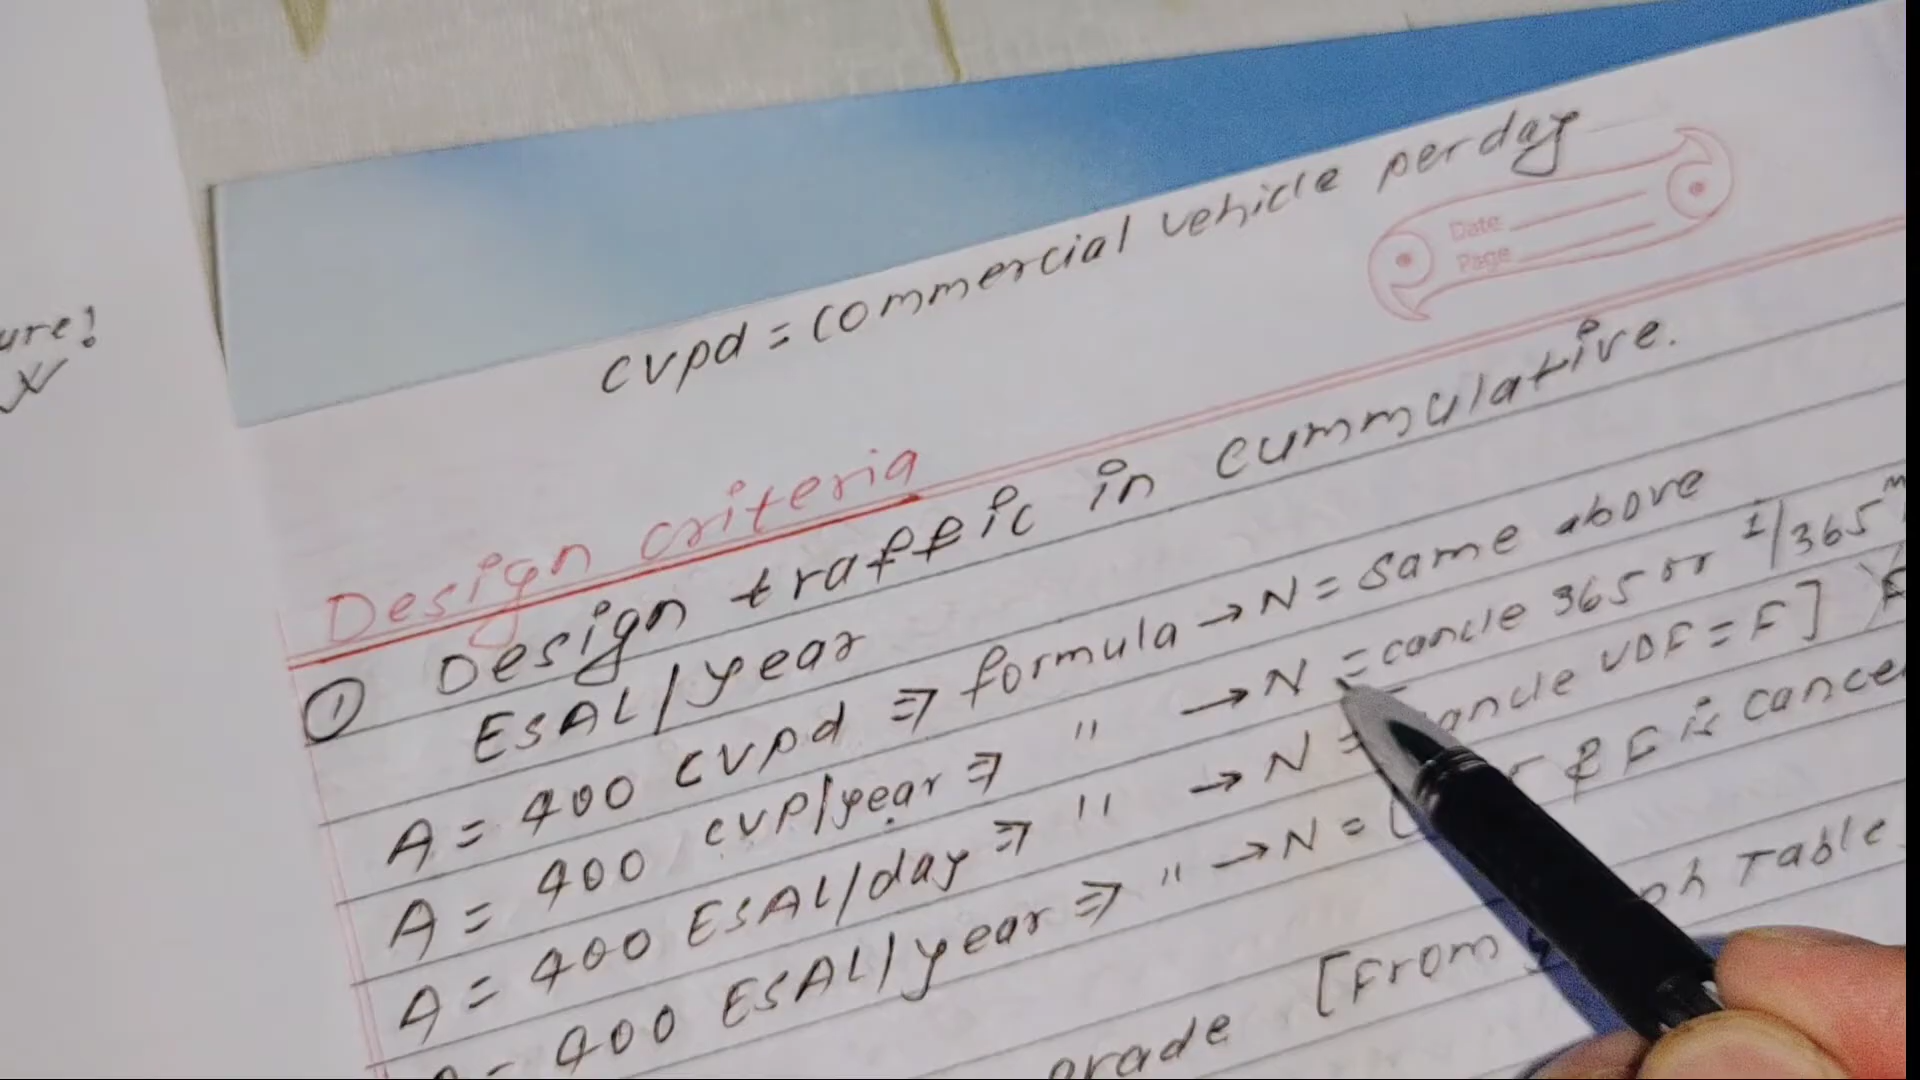 ure?
cvpd = commercial vehicle per day
Date
Page
Design criteria
① Design traffic in cummulative.
ESAL/year
A = 400 cvpd ⇒ formula → N = same above
A = 400 CVP/year ⇒ " → N = cancle 365 or 1/365
A = 400 ESAL/day ⇒ " → N = cancle VDF = F]
A = 400 ESAL/year ⇒ " → N = ( & F is cance
grade [From Table